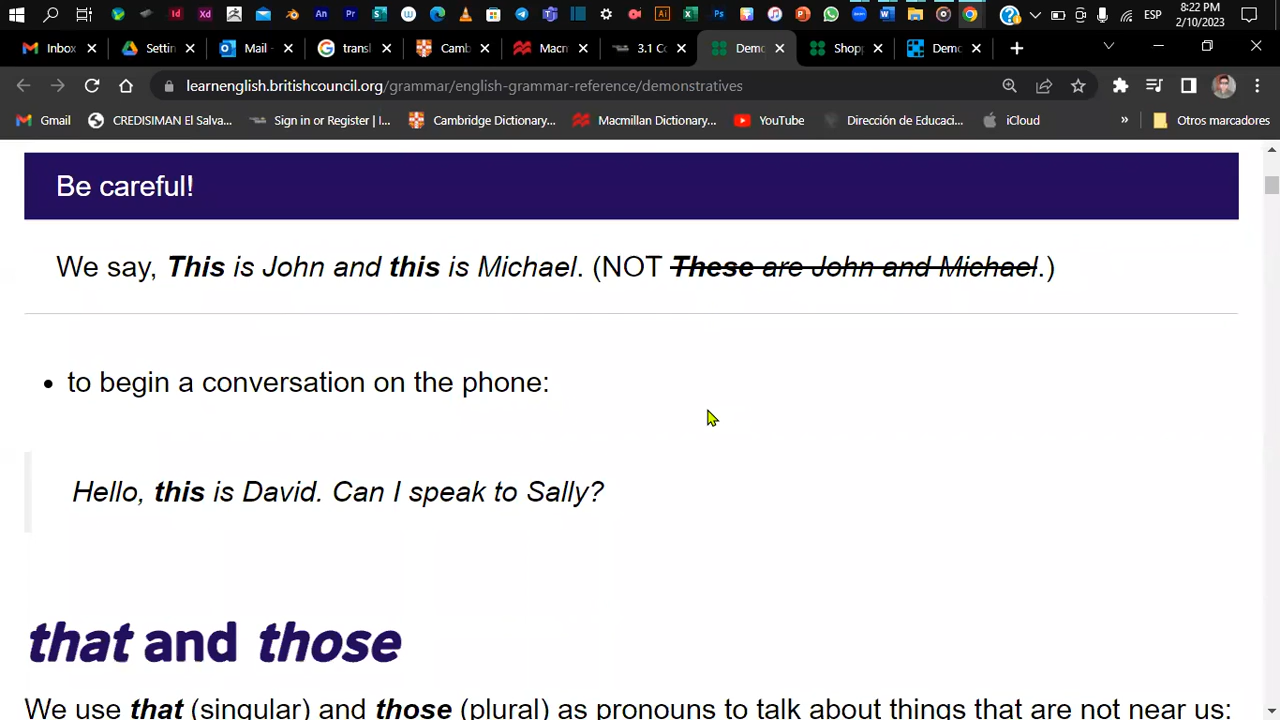 ESP
8:22 PM
2/10/2023
Inbox
Settin
Mail -
transl
Camb
Macn
3.1 Co
Demo
Shop
Demo
learnenglish.britishcouncil.org/grammar/english-grammar-reference/demonstratives
Gmail
CREDISIMAN El Salva...
Sign in or Register | I...
Cambridge Dictionary...
Macmillan Dictionary...
YouTube
Dirección de Educaci...
iCloud
»
Otros marcadores
Be careful!
We say, This is John and this is Michael. (NOT These are John and Michael.)
• to begin a conversation on the phone:
Hello, this is David. Can I speak to Sally?
that and those
We use that (singular) and those (plural) as pronouns to talk about things that are not near us: